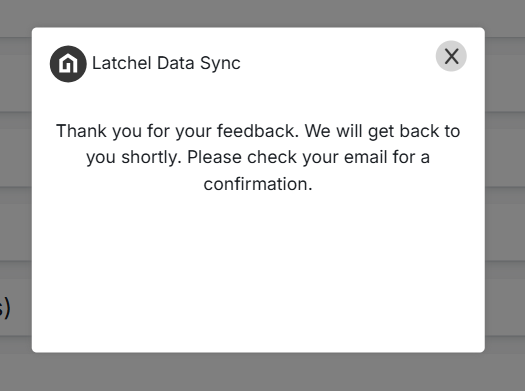 Latchel Data Sync
Thank you for your feedback. We will get back to
you shortly. Please check your email for a
confirmation.
s)